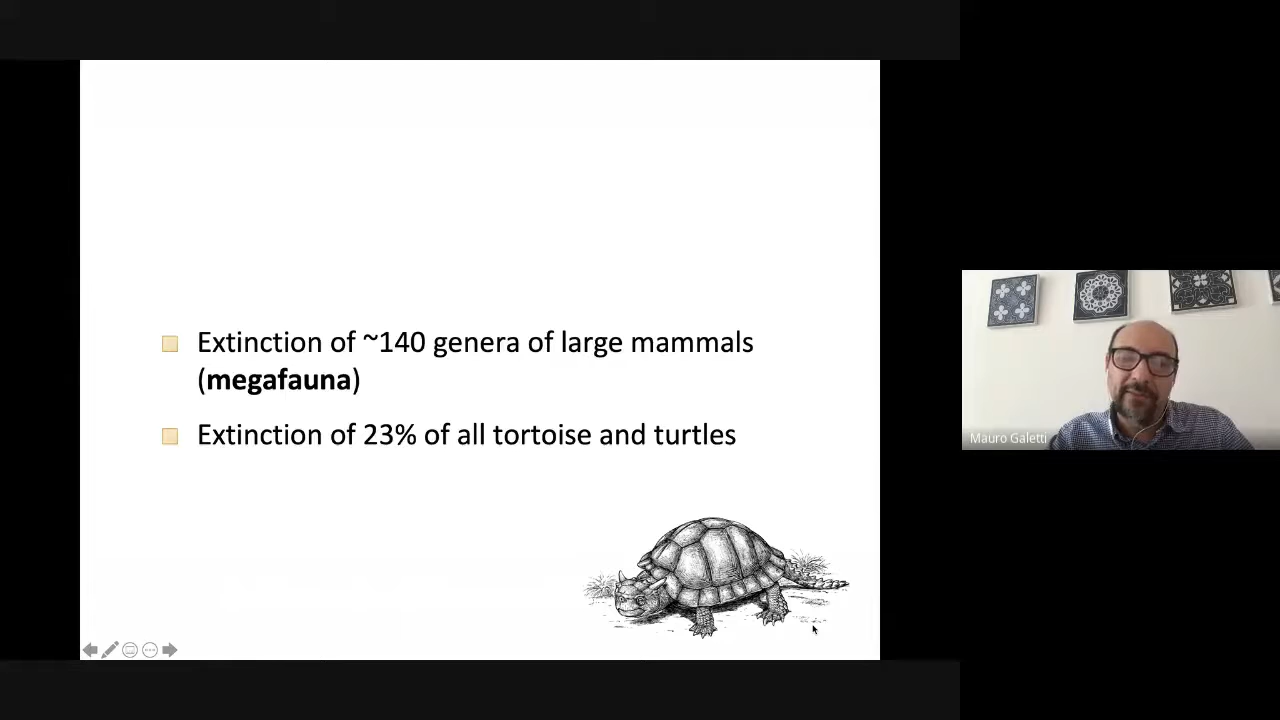 Extinction of ~140 genera of large mammals
(megafauna)
Extinction of 23% of all tortoise and turtles
Mauro Galetti